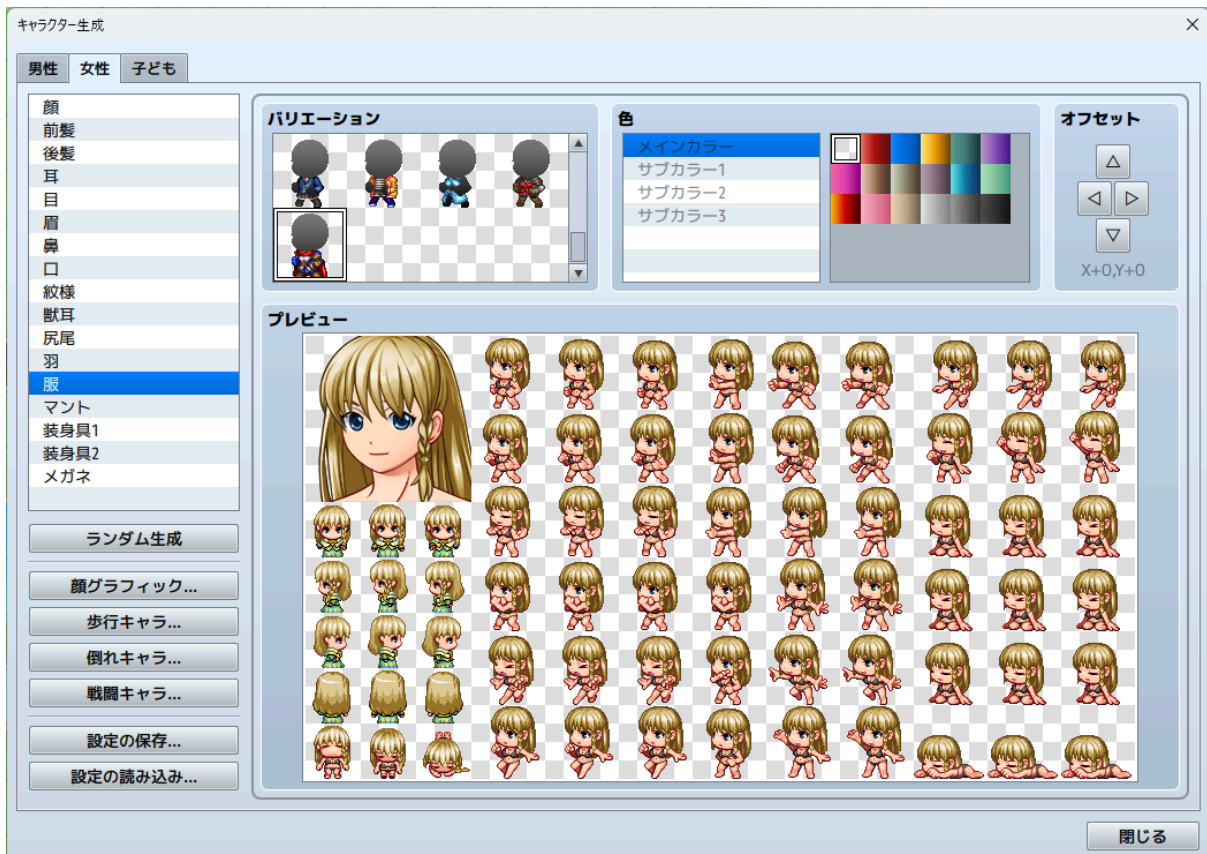 キャラクター生成
男性
女性
子ども
顔
前髪
後髪
耳
目
眉
鼻
口
紋様
獣耳
尻尾
羽
服
マント
装身具1
装身具2
メガネ
ランダム生成
顔グラフィック...
歩行キャラ...
倒れキャラ...
戦闘キャラ...
設定の保存...
設定の読み込み...
バリエーション
色
メインカラー
サブカラー1
サブカラー2
サブカラー3
オフセット
X+0,Y+0
プレビュー
閉じる